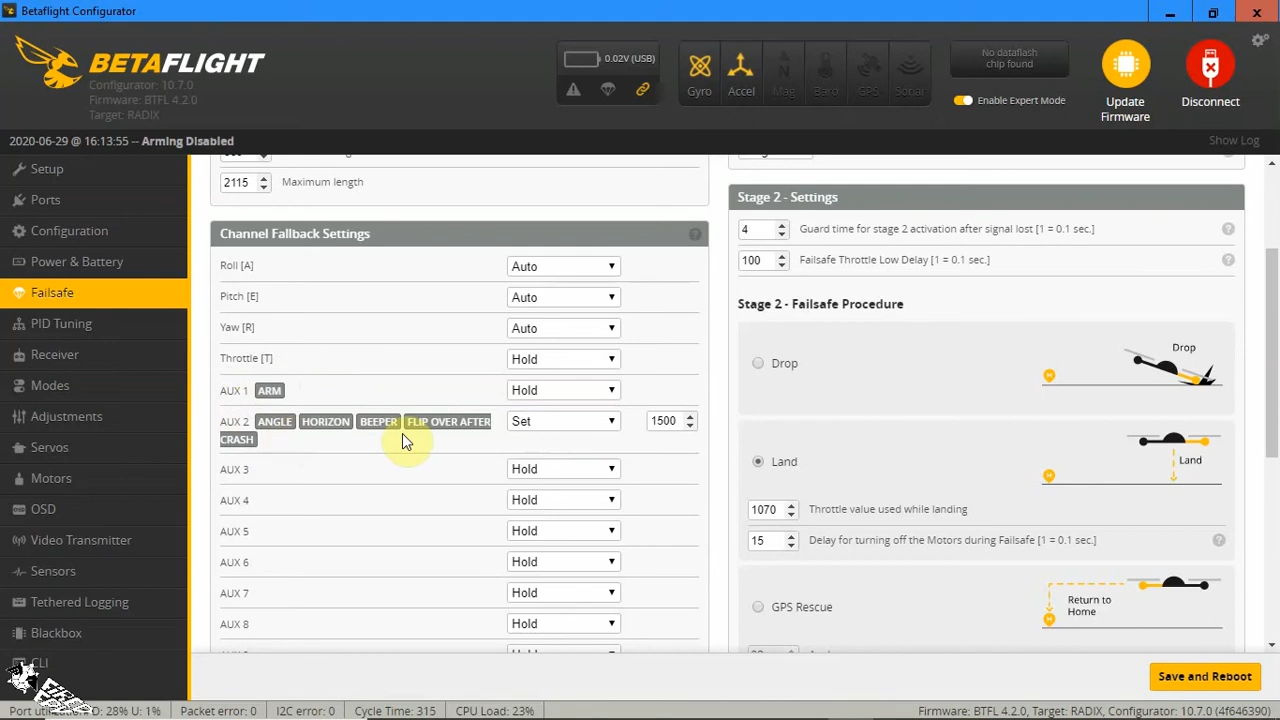 Betaflight Configurator
BETAFLIGHT
Configurator: 10.7.0
Firmware: BTFL 4.2.0
Target: RADIX
0.02V (USB)
Gyro
Accel
Mag
Baro
GPS
Sonar
No dataflash
chip found
Enable Expert Mode
Update
Firmware
Disconnect
2020-06-29 @ 16:13:55 -- Arming Disabled
Show Log
Setup
Ports
Configuration
Power & Battery
Failsafe
PID Tuning
Receiver
Modes
Adjustments
Servos
Motors
OSD
Video Transmitter
Sensors
Tethered Logging
Blackbox
CLI
2115 Maximum length
Channel Fallback Settings
Roll [A] Auto
Pitch [E] Auto
Yaw [R] Auto
Throttle [T] Hold
AUX 1 ARM Hold
AUX 2 ANGLE HORIZON BEEPER FLIP OVER AFTER Set 1500
CRASH
AUX 3 Hold
AUX 4 Hold
AUX 5 Hold
AUX 6 Hold
AUX 7 Hold
AUX 8 Hold
Stage 2 - Settings
4 Guard time for stage 2 activation after signal lost [1 = 0.1 sec.]
100 Failsafe Throttle Low Delay [1 = 0.1 sec.]
Stage 2 - Failsafe Procedure
Drop
Drop
Land
Land
1070 Throttle value used while landing
15 Delay for turning off the Motors during Failsafe [1 = 0.1 sec.]
GPS Rescue
Return to
Home
Save and Reboot
Port utilization: D: 28% U: 1%
Packet error: 0
I2C error: 0
Cycle Time: 315
CPU Load: 23%
Firmware: BTFL 4.2.0, Target: RADIX, Configurator: 10.7.0 (4f646390)